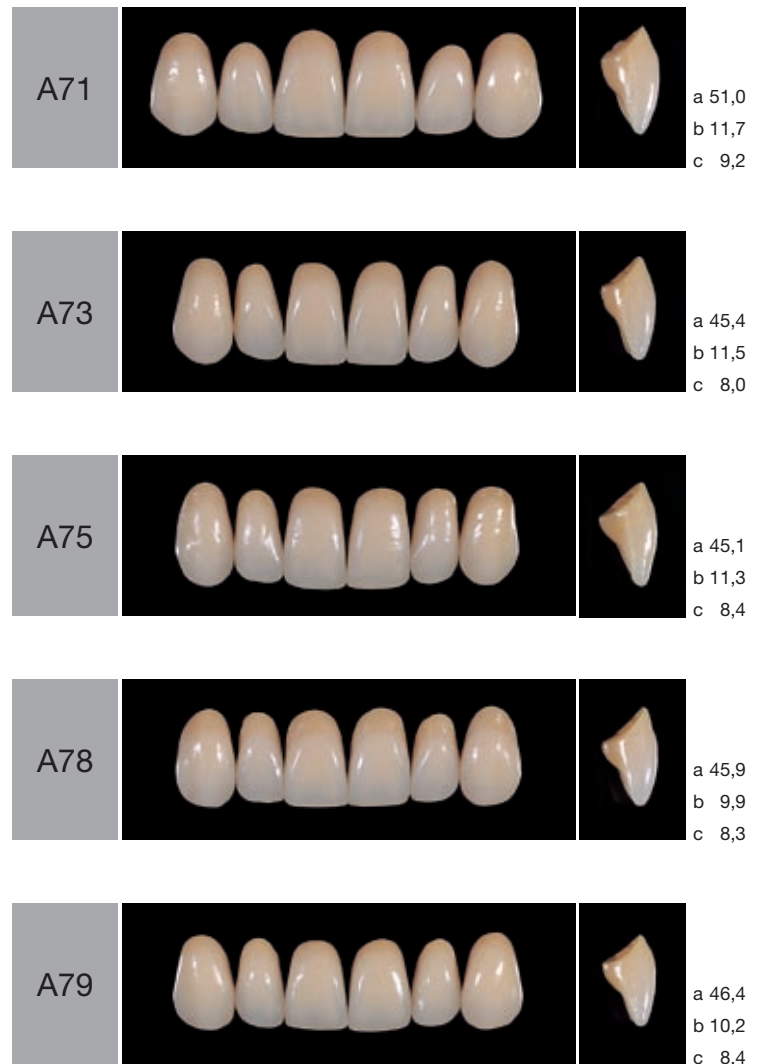 A71
a 51,0
b 11,7
c 9,2
A73
a 45,4
b 11,5
c 8,0
A75
a 45,1
b 11,3
c 8,4
A78
a 45,9
b 9,9
c 8,3
A79
a 46,4
b 10,2
c 8,4